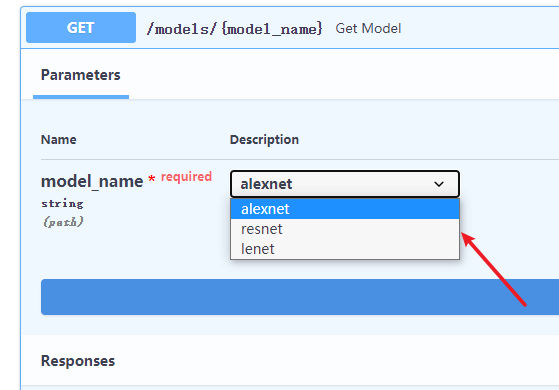 GET /models/{model_name} Get Model
Parameters
Name Description
model_name * required alexnet
string alexnet
(path) resnet
lenet
Responses